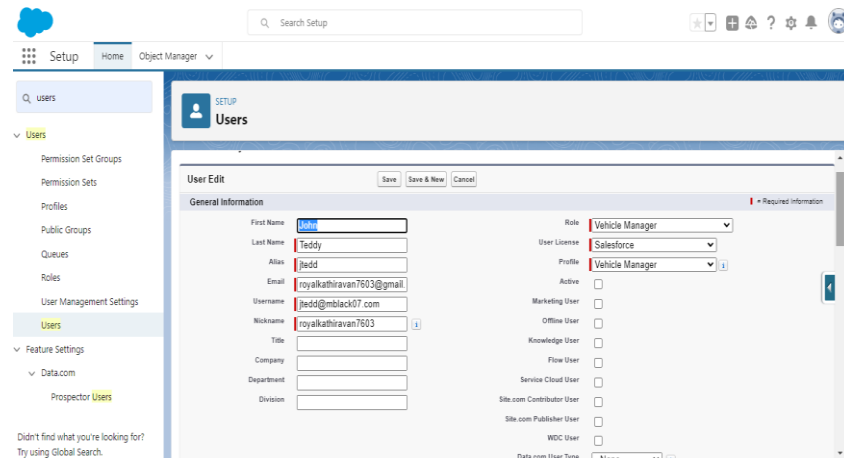 Search Setup
Setup
Home
Object Manager
users
SETUP
Users
Users
Permission Set Groups
Permission Sets
Profiles
Public Groups
Queues
Roles
User Management Settings
Users
Feature Settings
Data.com
Prospector Users
Didn't find what you're looking for?
Try using Global Search.
User Edit
Save
Save & New
Cancel
General Information
= Required Information
First Name John
Last Name Teddy
Alias jtedd
Email royalkathiravan7603@gmail.
Username jtedd@mblack07.com
Nickname royalkathiravan7603
Title
Company
Department
Division
Role Vehicle Manager
User License Salesforce
Profile Vehicle Manager
Active
Marketing User
Offline User
Knowledge User
Flow User
Service Cloud User
Site.com Contributor User
Site.com Publisher User
WDC User
Data.com User Type